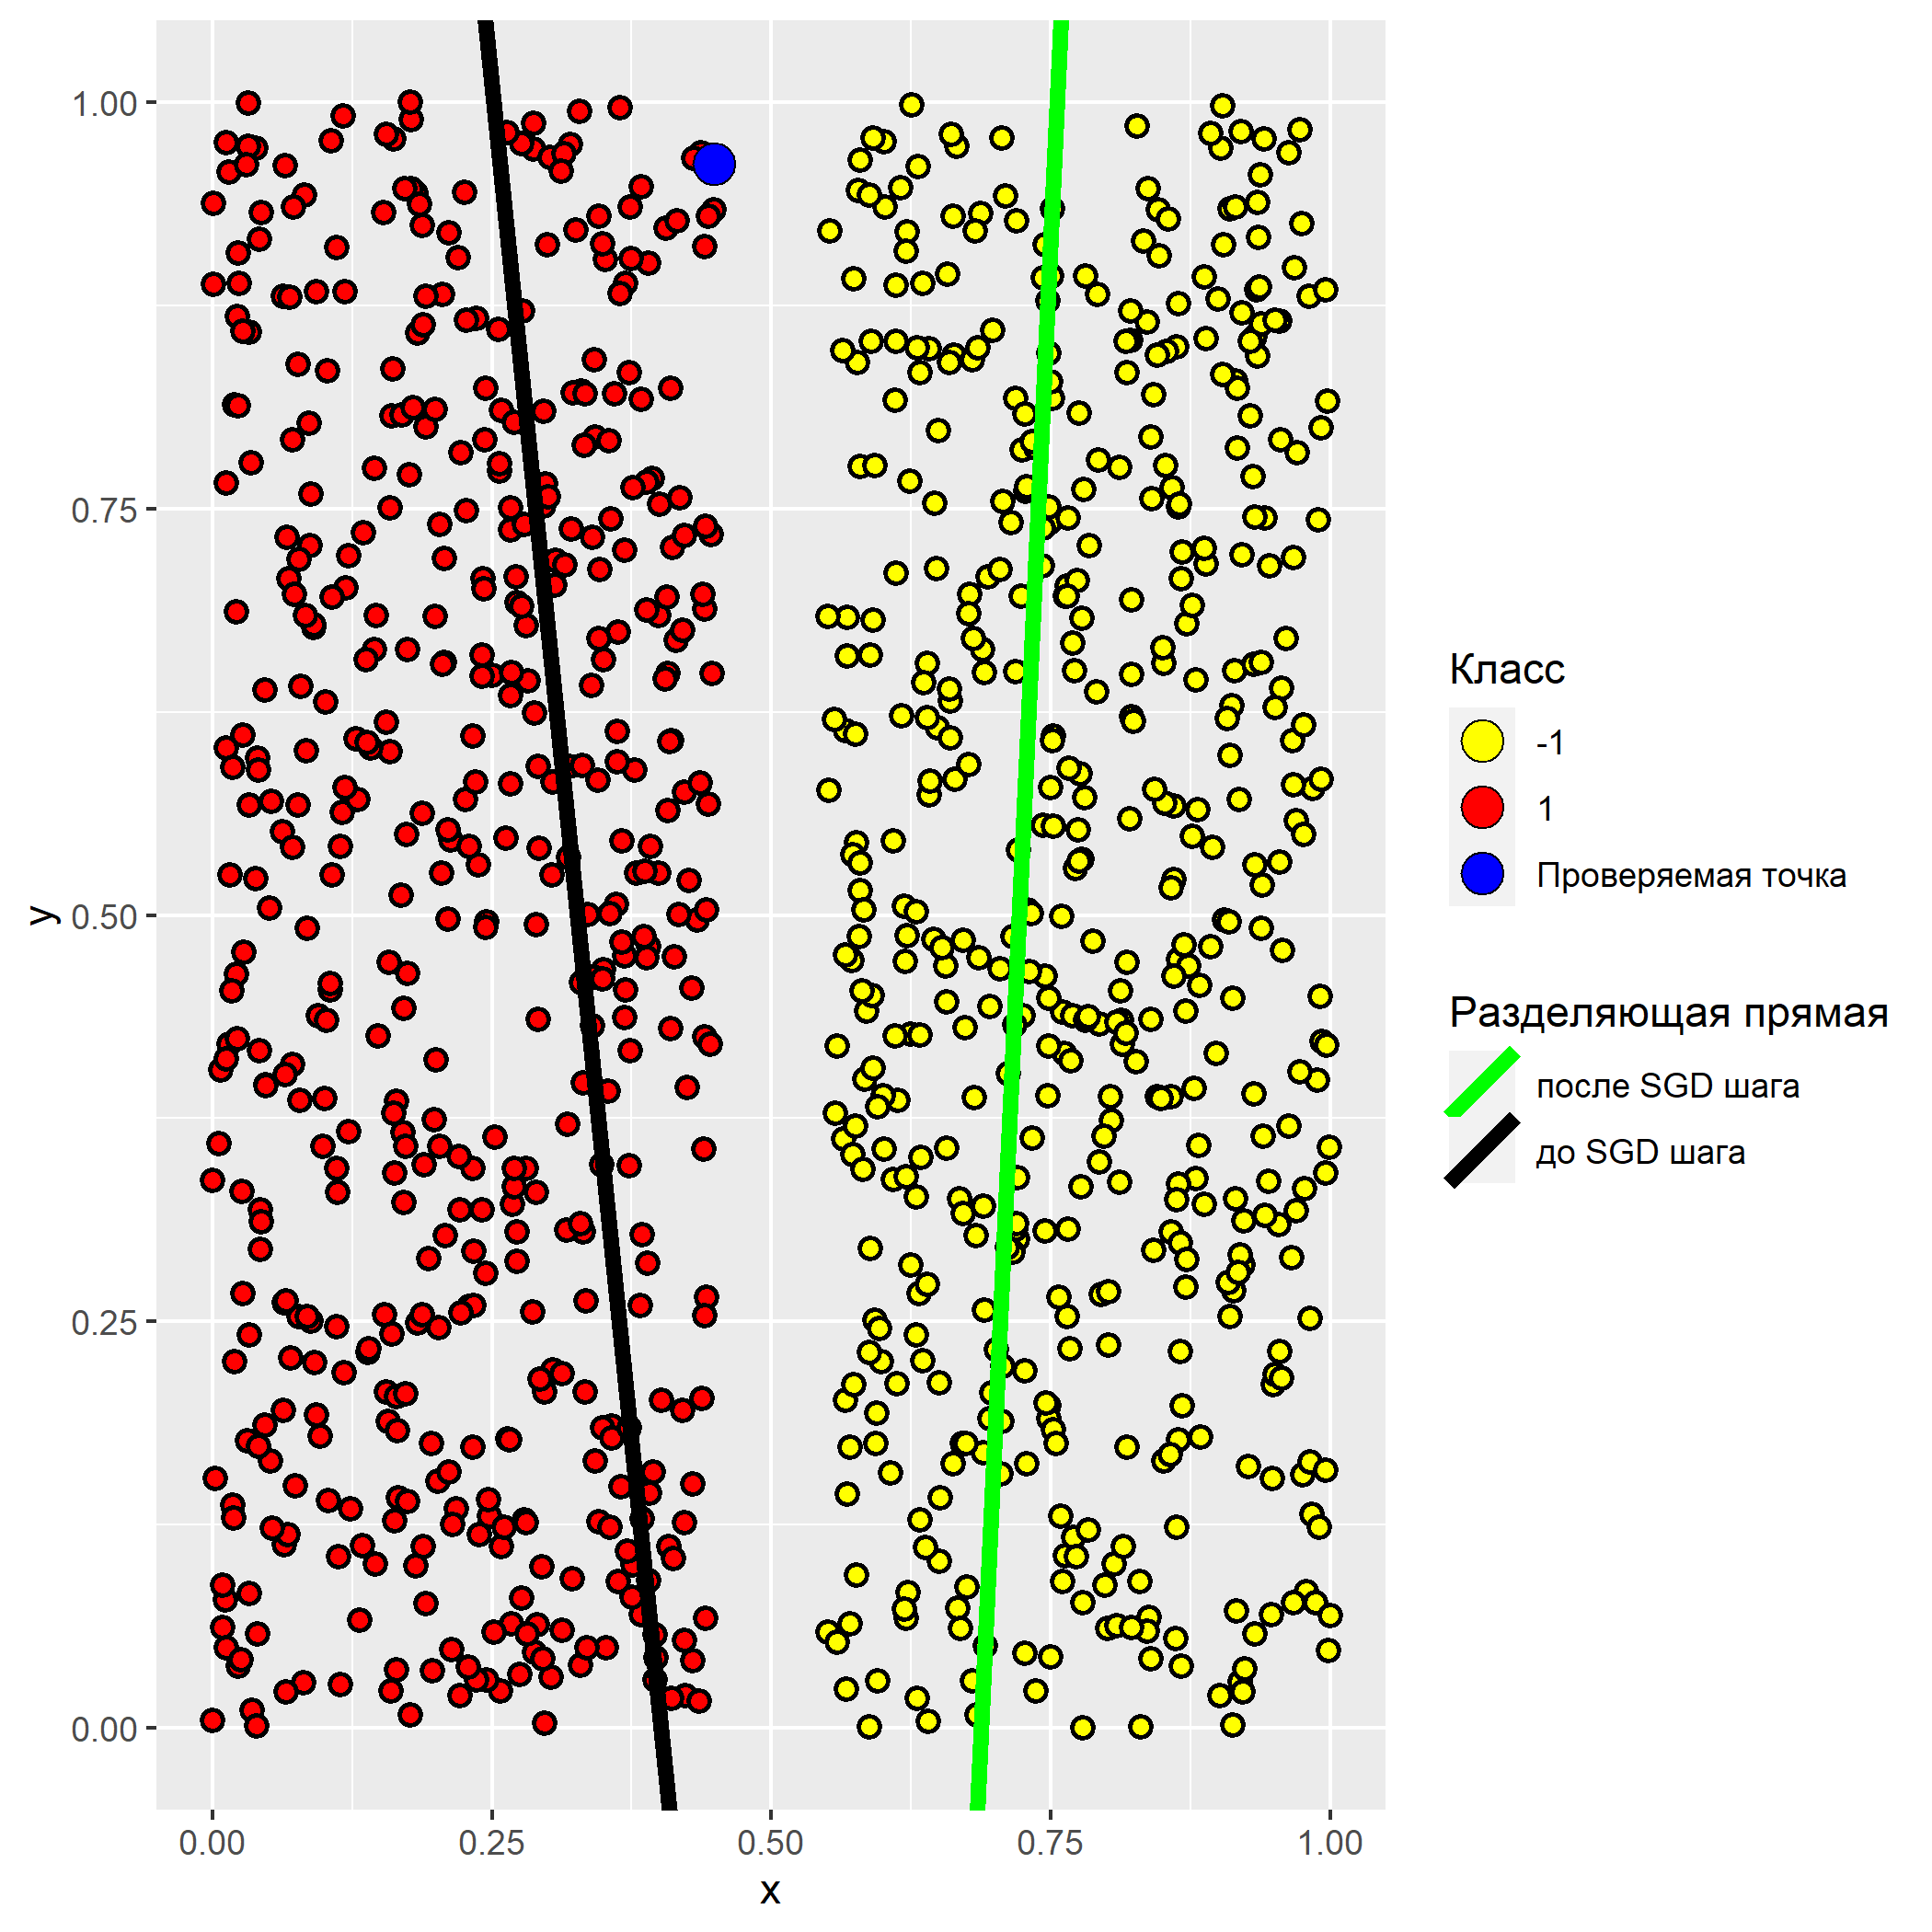 1.00
0.75
0.50
0.25
0.00
y
0.00 0.25 0.50 0.75 1.00
x
Класс
-1
1
Проверяемая точка
Разделяющая прямая
после SGD шага
до SGD шага